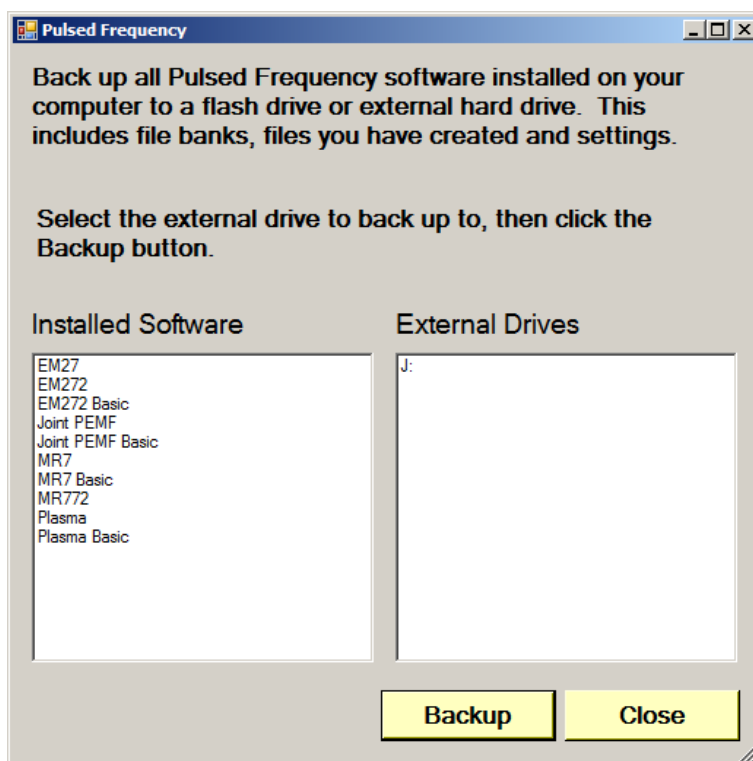 Pulsed Frequency
Back up all Pulsed Frequency software installed on your
computer to a flash drive or external hard drive.  This
includes file banks, files you have created and settings.
Select the external drive to back up to, then click the
Backup button.
Installed Software
EM27
EM272
EM272 Basic
Joint PEMF
Joint PEMF Basic
MR7
MR7 Basic
MR772
Plasma
Plasma Basic
External Drives
J:
Backup
Close